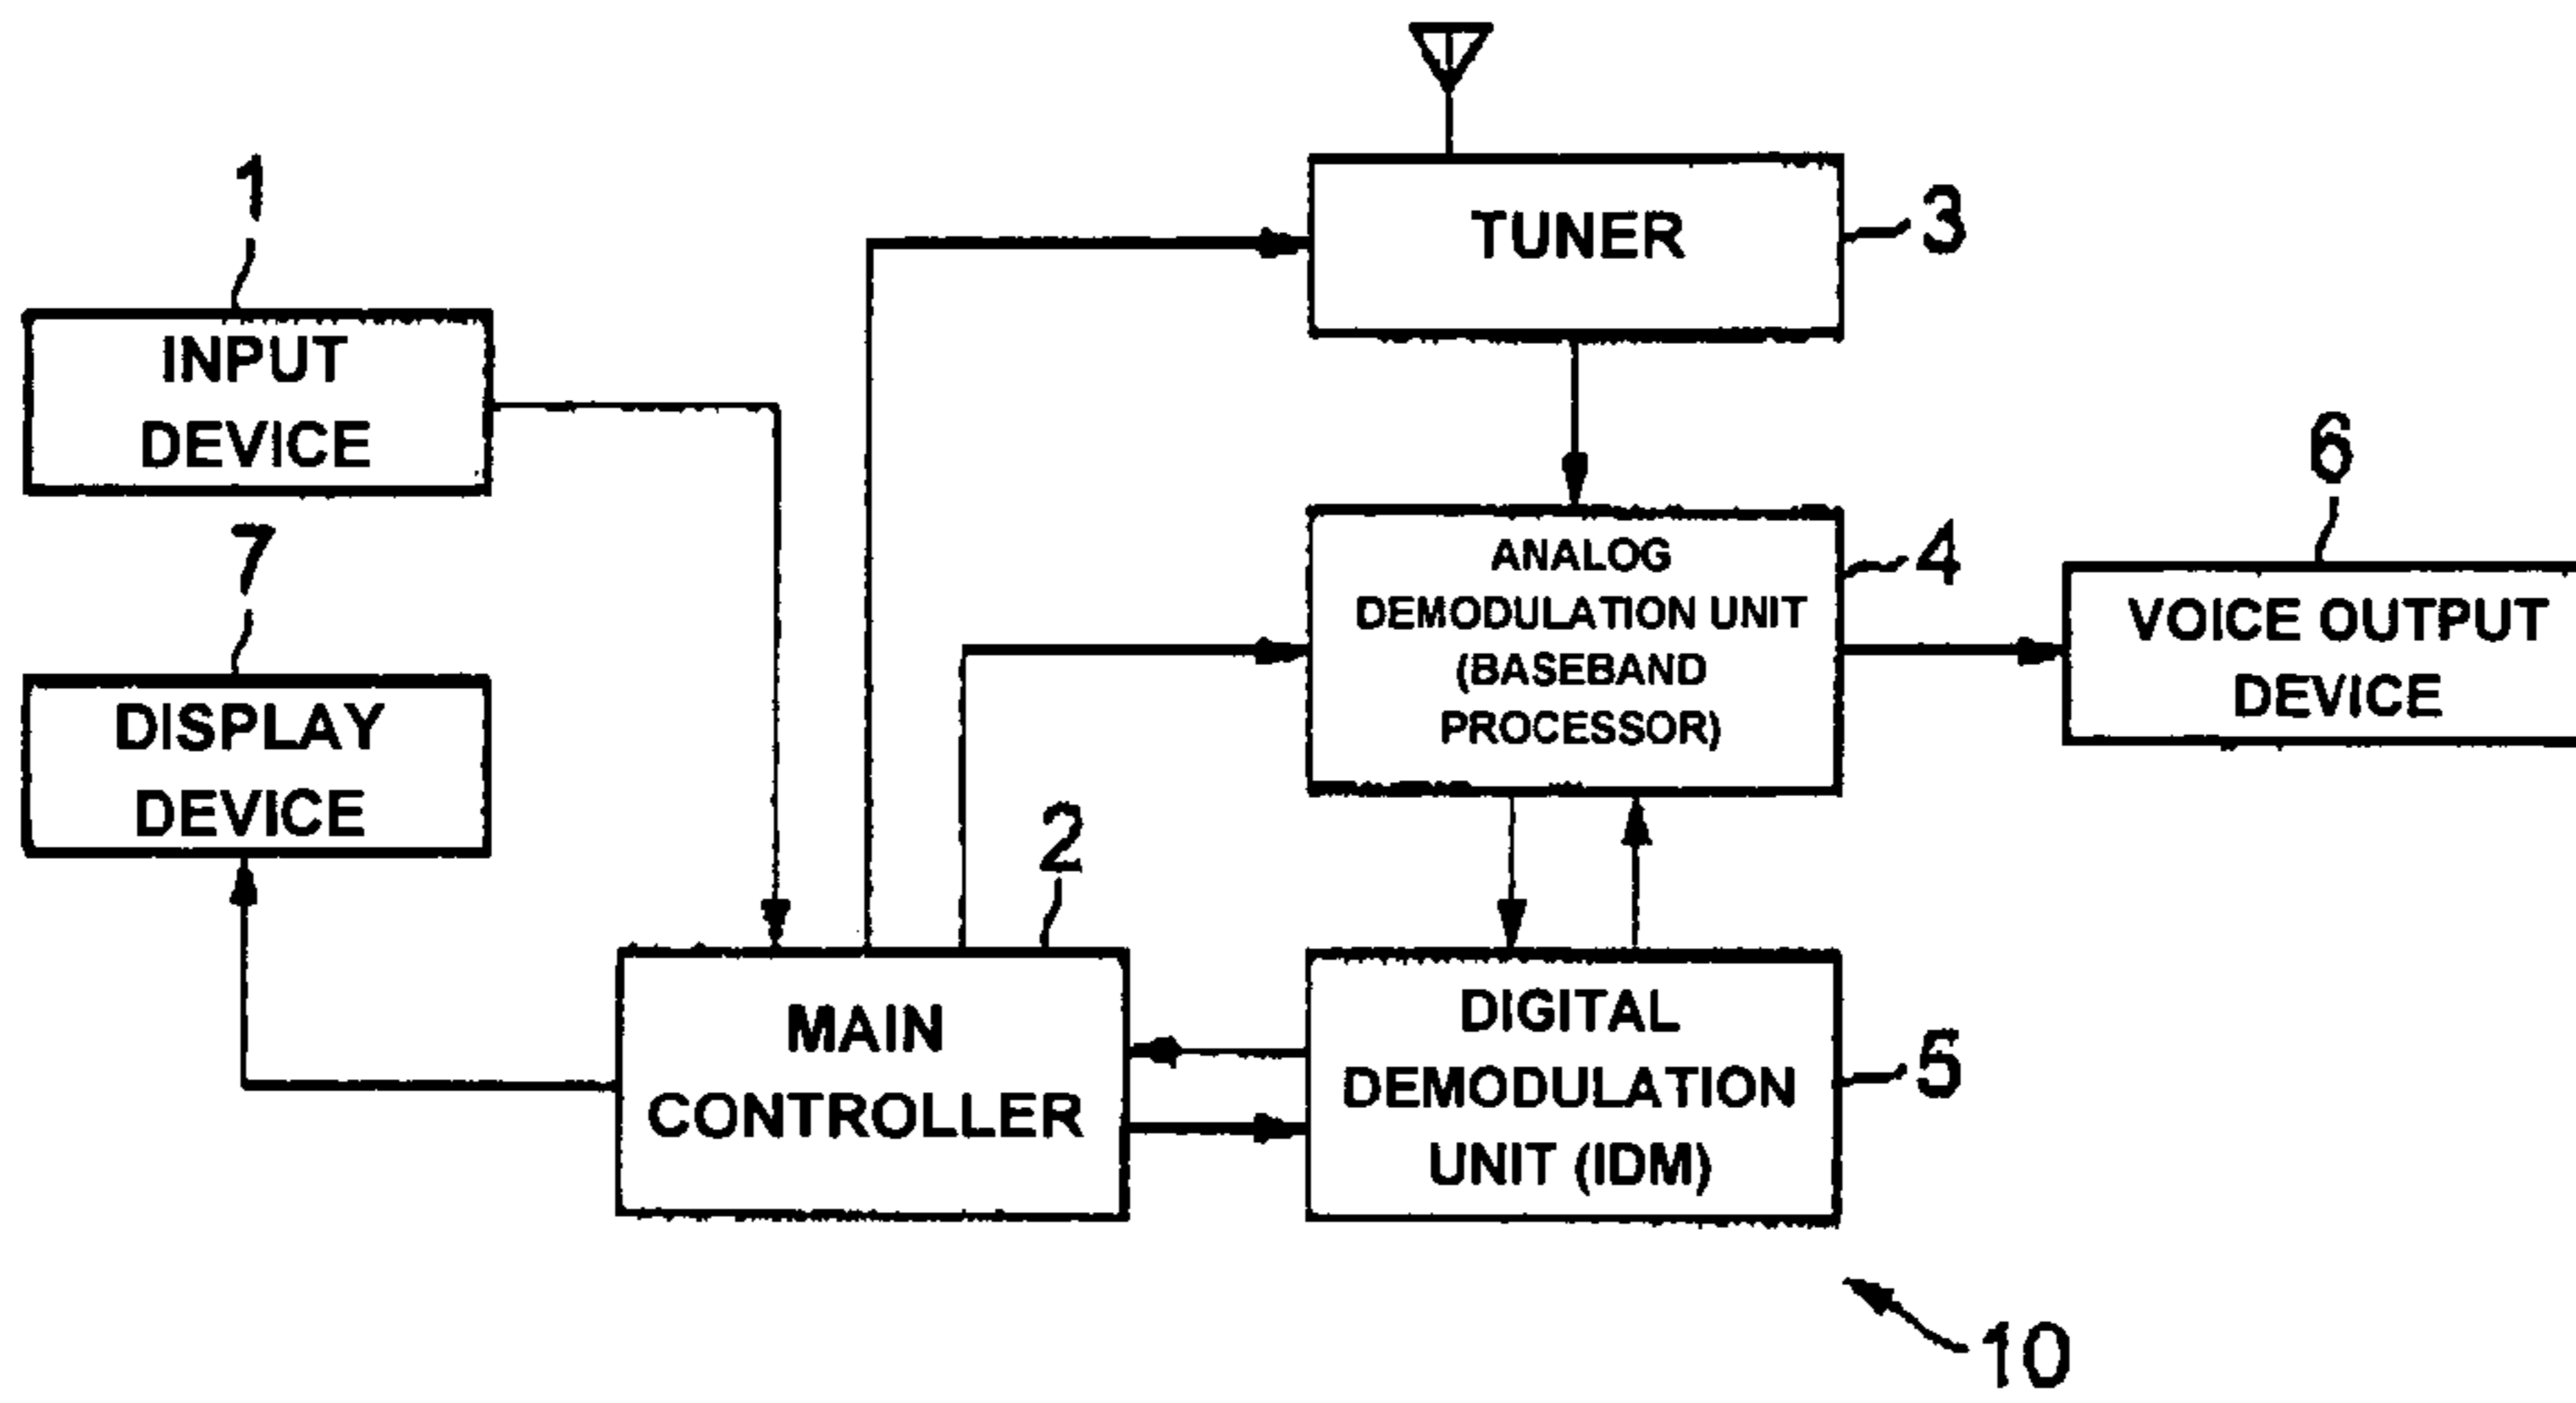 1
INPUT
DEVICE
7
DISPLAY
DEVICE
2
MAIN
CONTROLLER
TUNER
3
ANALOG
DEMODULATION UNIT
(BASEBAND
PROCESSOR)
4
DIGITAL
DEMODULATION
UNIT (IDM)
5
6
VOICE OUTPUT
DEVICE
10